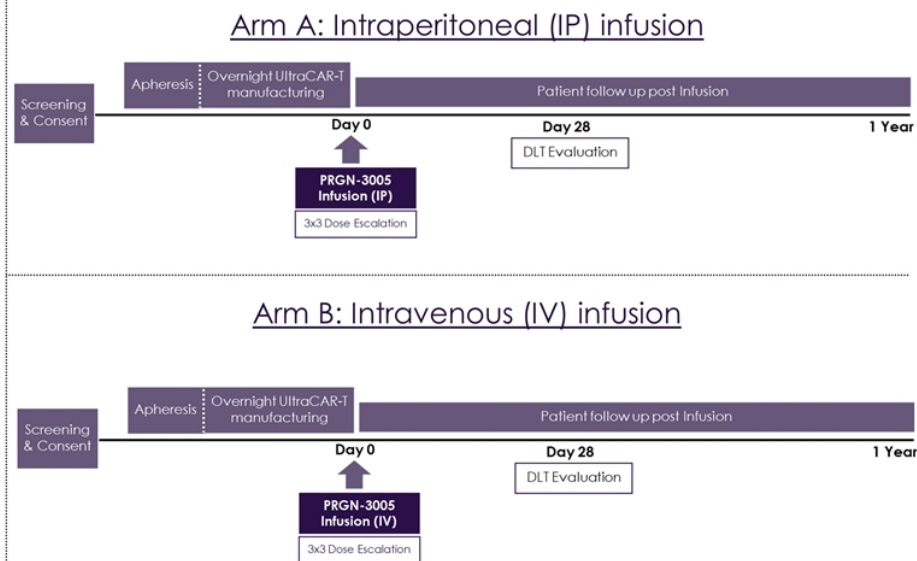 Arm A: Intraperitoneal (IP) infusion
Screening
& Consent
Apheresis
Overnight UltraCAR-T
manufacturing
Patient follow up post Infusion
Day 0
Day 28
1 Year
DLT Evaluation
PRGN-3005
Infusion (IP)
3x3 Dose Escalation
Arm B: Intravenous (IV) infusion
Screening
& Consent
Apheresis
Overnight UltraCAR-T
manufacturing
Patient follow up post Infusion
Day 0
Day 28
1 Year
DLT Evaluation
PRGN-3005
Infusion (IV)
3x3 Dose Escalation